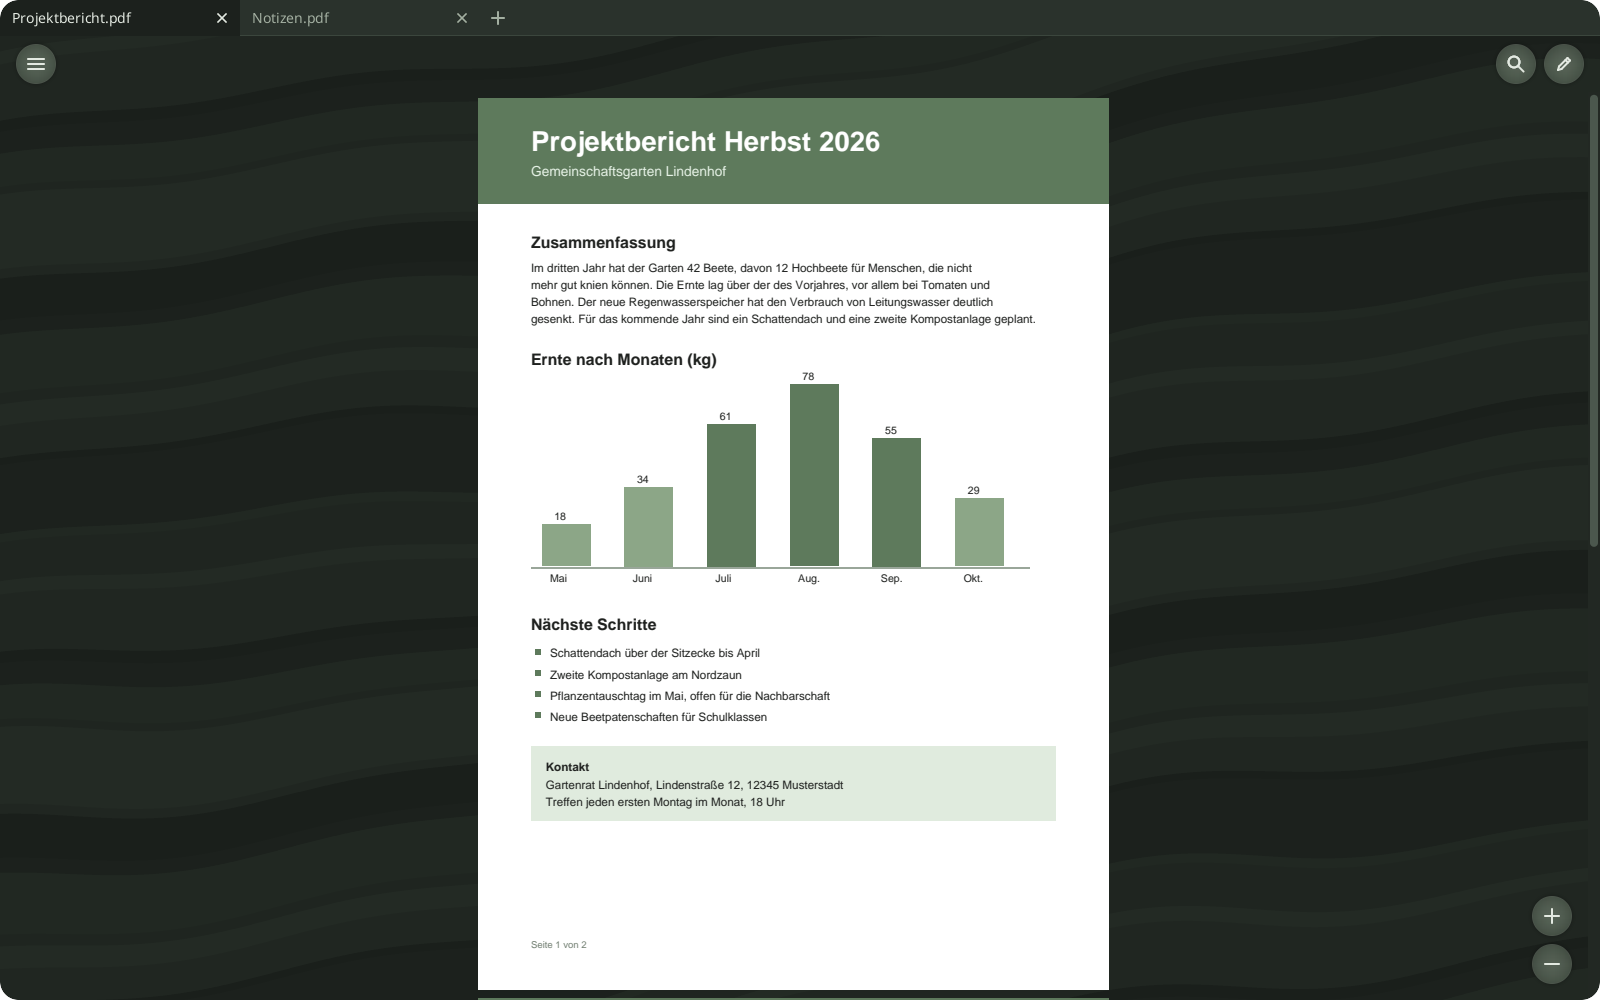 Projektbericht.pdf
Notizen.pdf
Projektbericht Herbst 2026
Gemeinschaftsgarten Lindenhof
Zusammenfassung
Im dritten Jahr hat der Garten 42 Beete, davon 12 Hochbeete für Menschen, die nicht
mehr gut knien können. Die Ernte lag über der des Vorjahres, vor allem bei Tomaten und
Bohnen. Der neue Regenwasserspeicher hat den Verbrauch von Leitungswasser deutlich
gesenkt. Für das kommende Jahr sind ein Schattendach und eine zweite Kompostanlage geplant.
Ernte nach Monaten (kg)
18
34
61
78
55
29
Mai
Juni
Juli
Aug.
Sep.
Okt.
Nächste Schritte
Schattendach über der Sitzecke bis April
Zweite Kompostanlage am Nordzaun
Pflanzentauschtag im Mai, offen für die Nachbarschaft
Neue Beetpatenschaften für Schulklassen
Kontakt
Gartenrat Lindenhof, Lindenstraße 12, 12345 Musterstadt
Treffen jeden ersten Montag im Monat, 18 Uhr
Seite 1 von 2